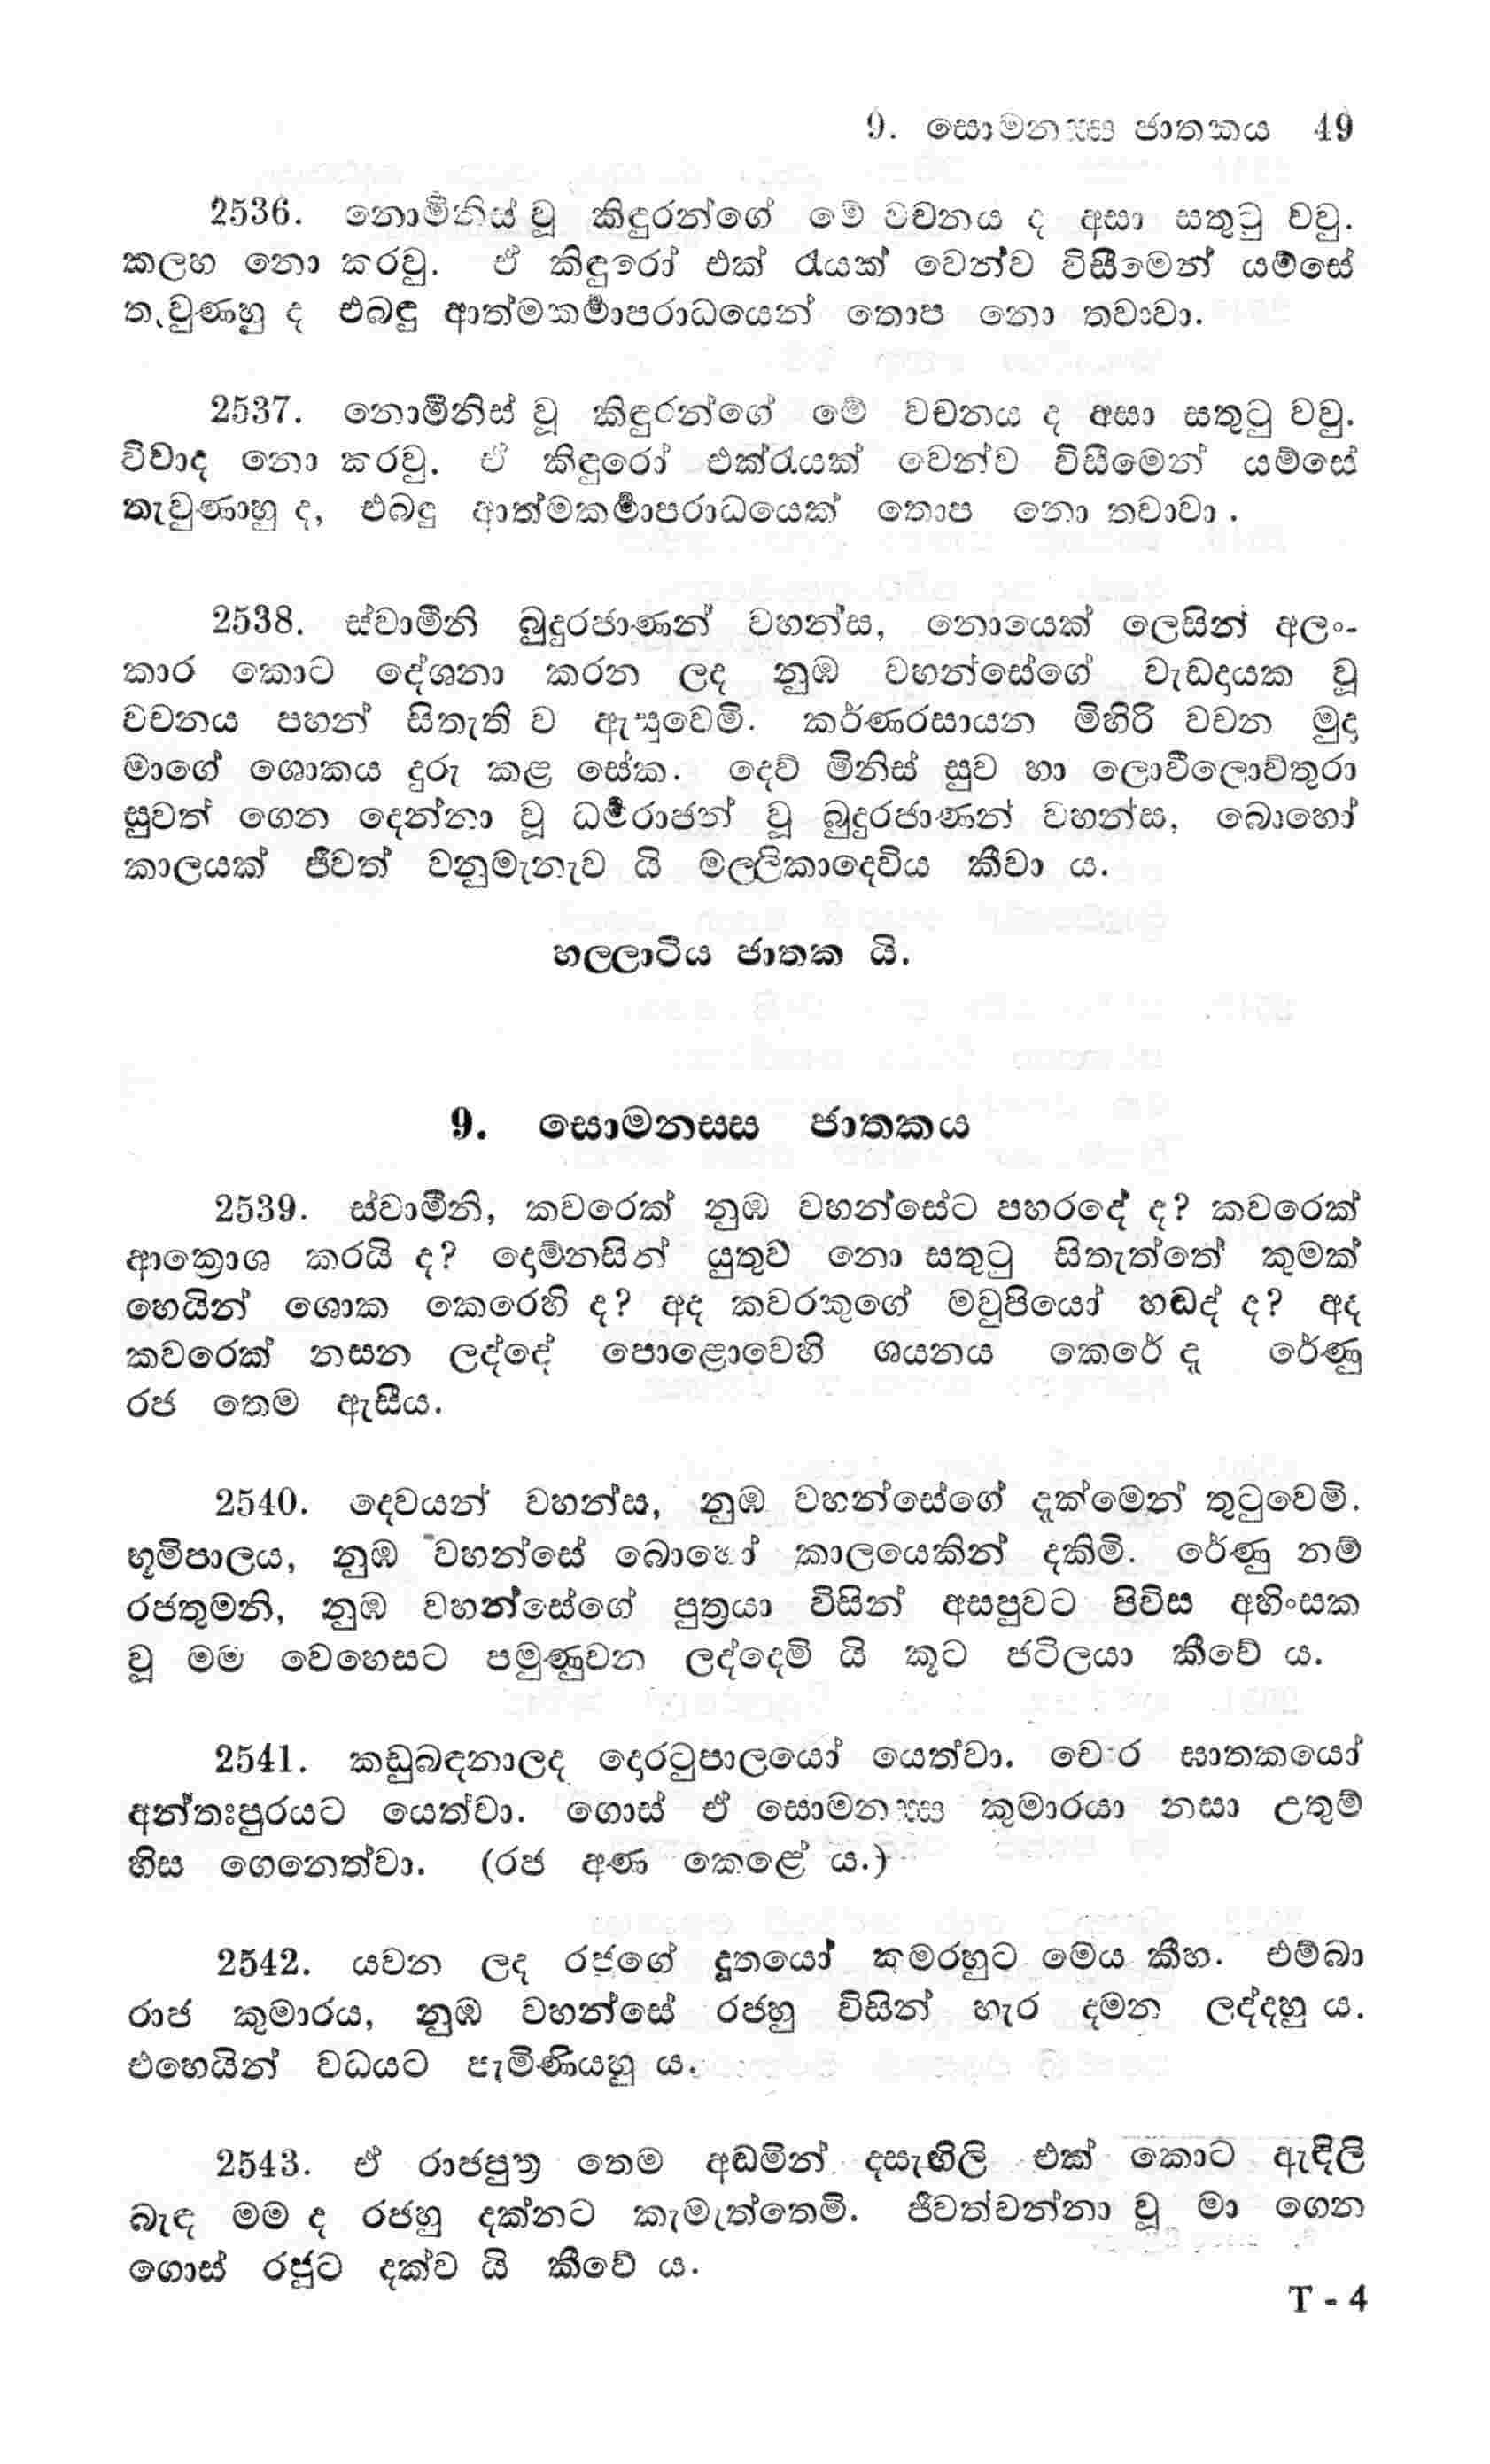 9. සොමනස්ස ජාතකය 49
2536. නොමිනිස් වූ කිඳුරන්ගේ මේ වචනය ද අසා සතුටු වවු.
කලහ නො කරවු. ඒ කිඳුරෝ එක් රැයක් වෙන්ව විසීමෙන් යම්සේ
තැවුණහු ද එබඳු ආත්මකර්‍මාපරාධයෙන් තොප නො තවාවා.
2537. නොමිනිස් වූ කිඳුරන්ගේ මේ වචනය ද අසා සතුටු වවු.
විවාද නො කරවු. ඒ කිඳුරෝ එක්රැයක් වෙන්ව විසීමෙන් යම්සේ
තැවුණාහු ද, එබඳු ආත්මකර්‍මාපරාධයෙක් තොප නො තවාවා.
2538. ස්වාමීනි බුදුරජාණන් වහන්ස, නොයෙක් ලෙසින් අලං-
කාර කොට දේශනා කරන ලද නුඹ වහන්සේගේ වැඩදායක වූ
වචනය පහන් සිතැති ව ඇසුවෙමි. කර්ණරසායන මිහිරි වචන මුදා
මාගේ ශොකය දුරු කළ සේක. දෙව් මිනිස් සුව හා ලොවීලොව්තුරා
සුවත් ගෙන දෙන්නා වූ ධර්‍මරාජන් වූ බුදුරජාණන් වහන්ස, බොහෝ
කාලයක් ජීවත් වනුමැනැව යි මල්ලිකාදෙවිය කීවා ය.
හල්ලාටිය ජාතක යි.
9. සොමනස්ස ජාතකය
2539. ස්වාමීනි, කවරෙක් නුඹ වහන්සේට පහරදේ ද? කවරෙක්
ආක්‍රොශ කරයි ද? දොම්නසින් යුතුව නො සතුටු සිතැත්තේ කුමක්
හෙයින් ශොක කෙරෙහි ද? අද කවරකුගේ මවුපියෝ හඬද් ද? අද
කවරෙක් නසන ලද්දේ පොළොවෙහි ශයනය කෙරේ දැ රේණු
රජ තෙම ඇසීය.
2540. දෙවයන් වහන්ස, නුඹ වහන්සේගේ දැක්මෙන් තුටුවෙමි.
භූමිපාලය, නුඹ වහන්සේ බොහෝ කාලයෙකින් දකිමි. රේණු නම්
රජතුමනි, නුඹ වහන්සේගේ පුත්‍රයා විසින් අසපුවට පිවිස අහිංසක
වූ මම වෙහෙසට පමුණුවන ලද්දෙමි යි කූට ජටිලයා කීවේ ය.
2541. කඩුබඳනාලද දොරටුපාලයෝ යෙත්වා. චොර ඝාතකයෝ
අන්තඃපුරයට යෙත්වා. ගොස් ඒ සොමනස්ස කුමාරයා නසා උතුම්
හිස ගෙනෙත්වා. (රජ අණ කෙළේ ය.)
2542. යවන ලද රජුගේ දූතයෝ කුමරහුට මෙය කීහ. එම්බා
රාජ කුමාරය, නුඹ වහන්සේ රජහු විසින් හැර දමන ලද්දහු ය.
එහෙයින් වධයට පැමිණියහු ය.
2543. ඒ රාජපුත්‍ර තෙම අඬමින් දසැඟිලි එක් කොට ඇඳිලි
බැඳ මම ද රජහු දක්නට කැමැත්තෙමි. ජීවත්වන්නා වූ මා ගෙන
ගොස් රජුට දක්ව යි කීවේ ය.
T - 4